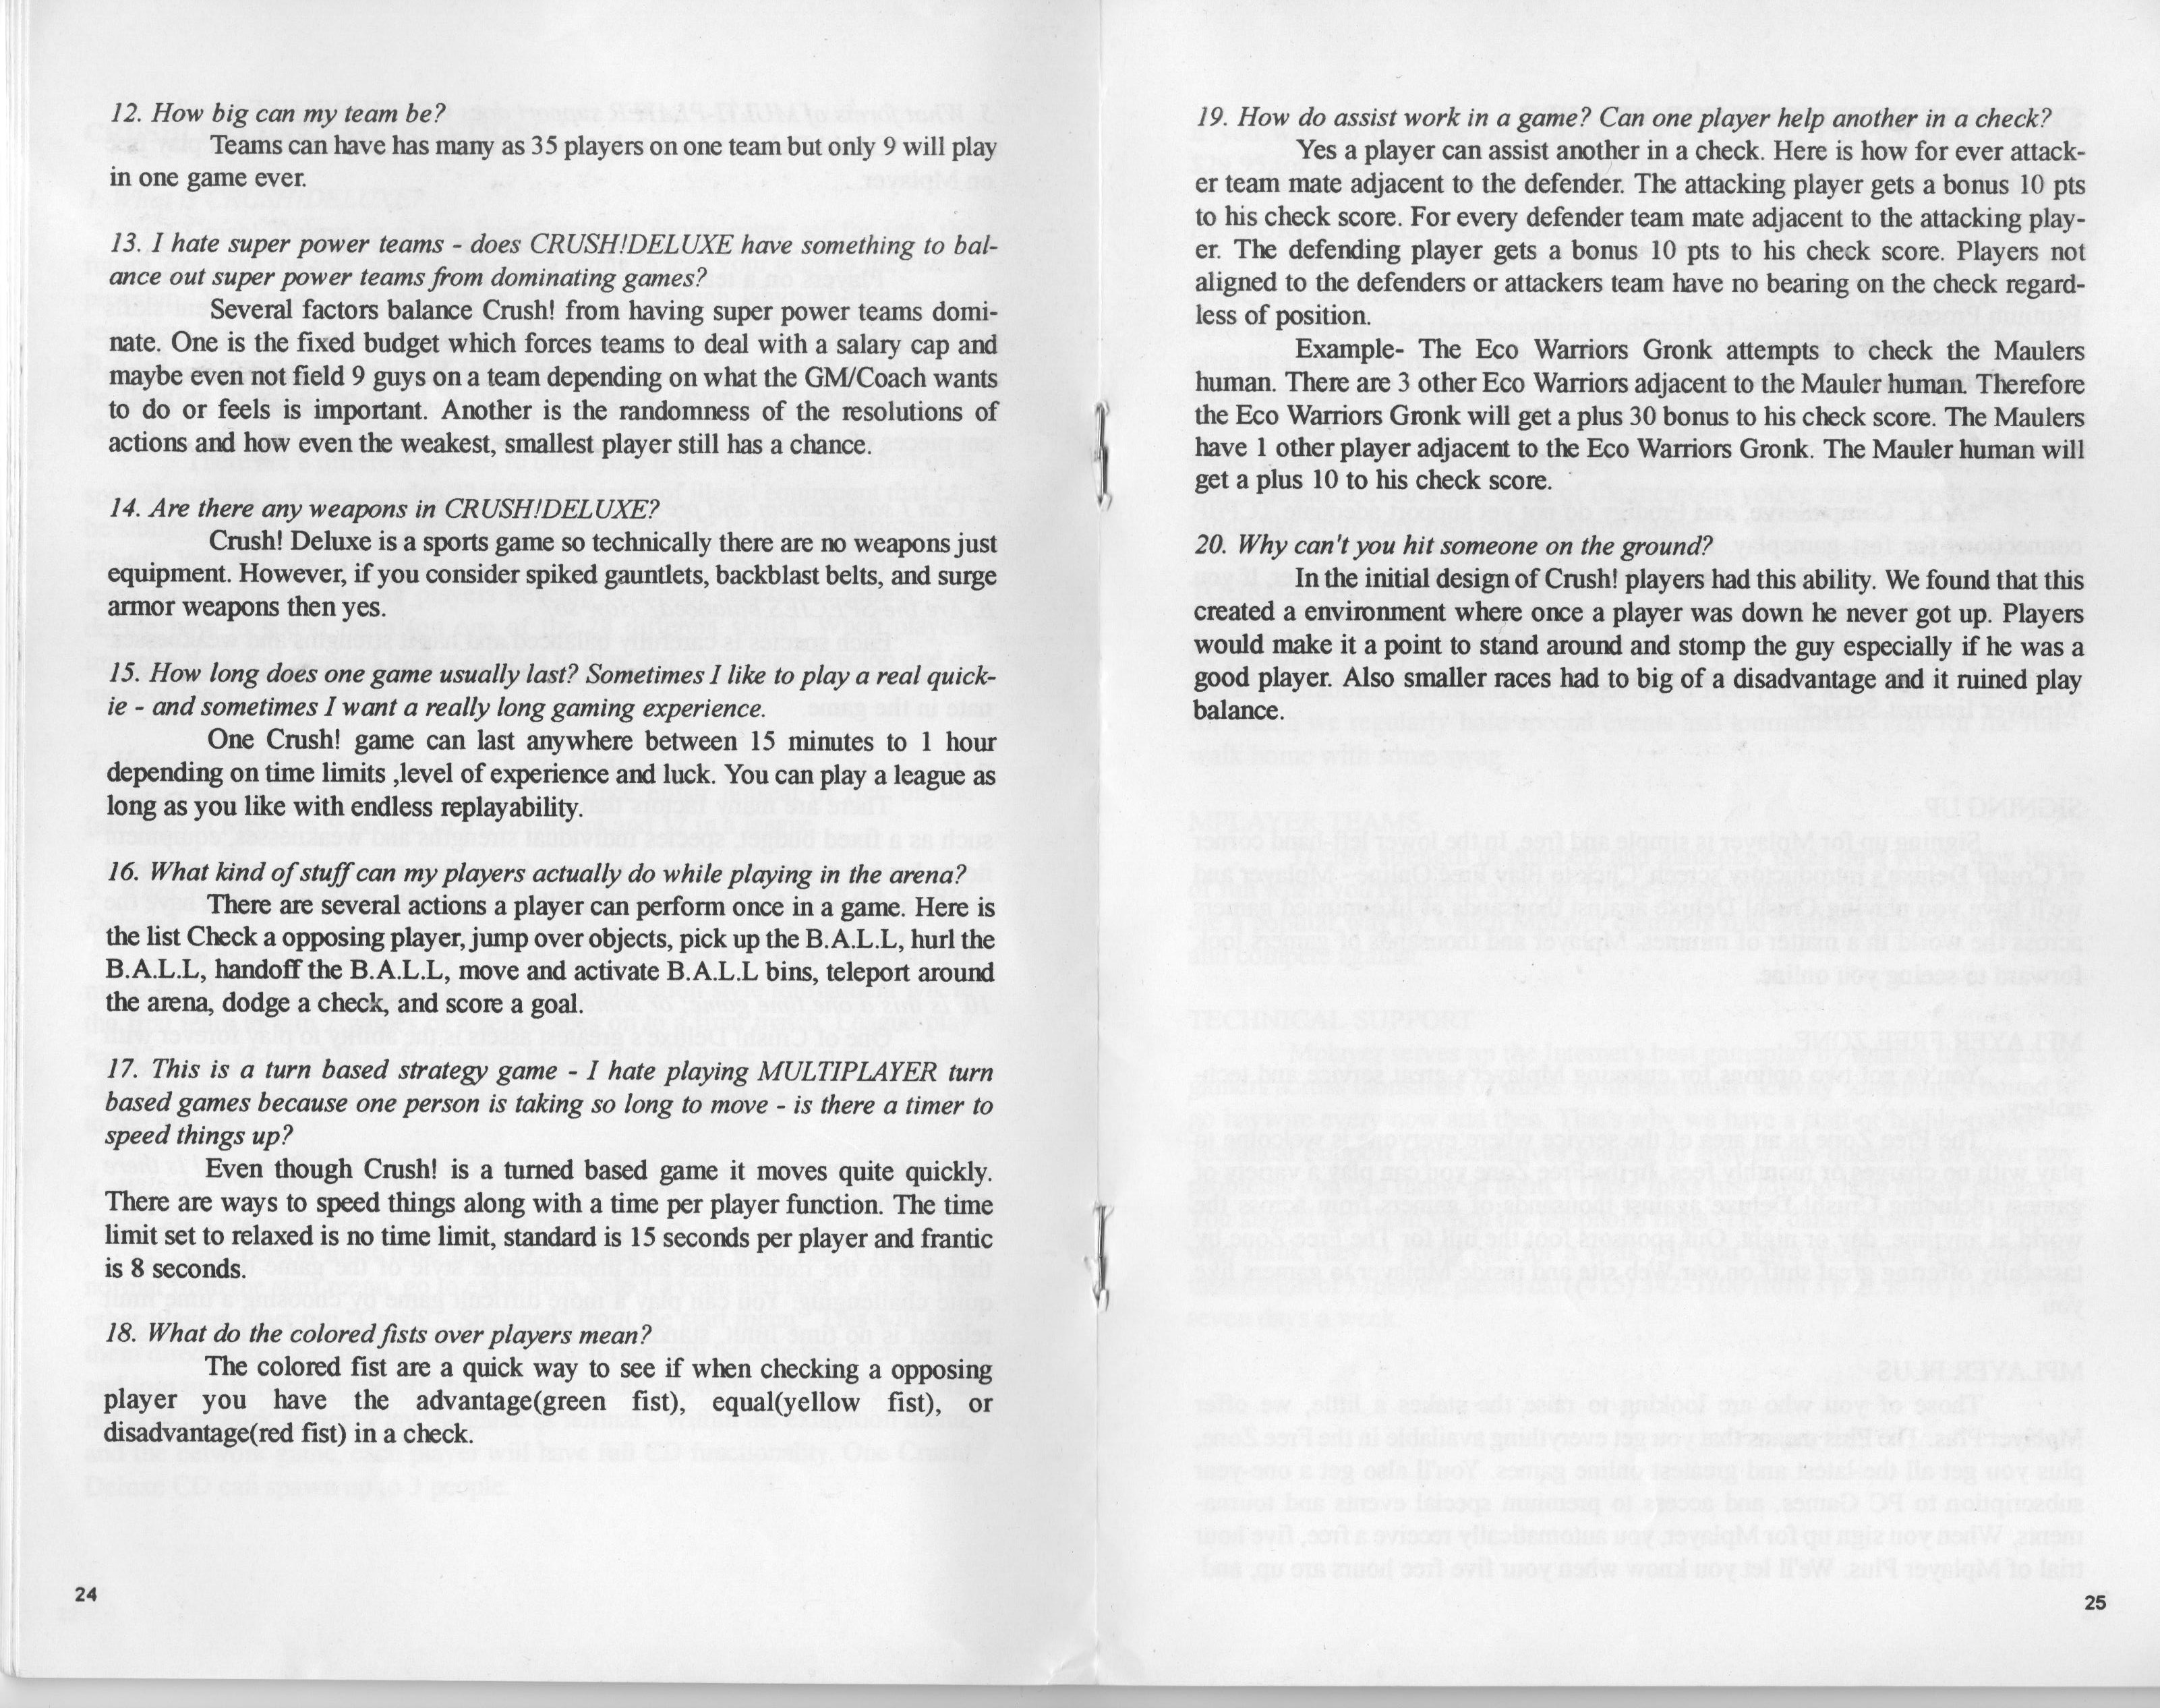 12. How big can my team be?
Teams can have has many as 35 players on one team but only 9 will play
in one game ever.
13. I hate super power teams - does CRUSH!DELUXE have something to bal-
ance out super power teams from dominating games?
Several factors balance Crush! from having super power teams domi-
nate. One is the fixed budget which forces teams to deal with a salary cap and
maybe even not field 9 guys on a team depending on what the GM/Coach wants
to do or feels is important. Another is the randomness of the resolutions of
actions and how even the weakest, smallest player still has a chance.
14. Are there any weapons in CRUSH!DELUXE?
Crush! Deluxe is a sports game so technically there are no weapons just
equipment. However, if you consider spiked gauntlets, backblast belts, and surge
armor weapons then yes.
15. How long does one game usually last? Sometimes I like to play a real quick-
ie - and sometimes I want a really long gaming experience.
One Crush! game can last anywhere between 15 minutes to 1 hour
depending on time limits ,level of experience and luck. You can play a league as
long as you like with endless replayability.
16. What kind of stuff can my players actually do while playing in the arena?
There are several actions a player can perform once in a game. Here is
the list Check a opposing player, jump over objects, pick up the B.A.L.L, hurl the
B.A.L.L, handoff the B.A.L.L, move and activate B.A.L.L bins, teleport around
the arena, dodge a check, and score a goal.
17. This is a turn based strategy game - I hate playing MULTIPLAYER turn
based games because one person is taking so long to move - is there a timer to
speed things up?
Even though Crush! is a turned based game it moves quite quickly.
There are ways to speed things along with a time per player function. The time
limit set to relaxed is no time limit, standard is 15 seconds per player and frantic
is 8 seconds.
18. What do the colored fists over players mean?
The colored fist are a quick way to see if when checking a opposing
player you have the advantage(green fist), equal(yellow fist), or
disadvantage(red fist) in a check.
24
19. How do assist work in a game? Can one player help another in a check?
Yes a player can assist another in a check. Here is how for ever attack-
er team mate adjacent to the defender. The attacking player gets a bonus 10 pts
to his check score. For every defender team mate adjacent to the attacking play-
er. The defending player gets a bonus 10 pts to his check score. Players not
aligned to the defenders or attackers team have no bearing on the check regard-
less of position.
Example- The Eco Warriors Gronk attempts to check the Maulers
human. There are 3 other Eco Warriors adjacent to the Mauler human. Therefore
the Eco Warriors Gronk will get a plus 30 bonus to his check score. The Maulers
have 1 other player adjacent to the Eco Warriors Gronk. The Mauler human will
get a plus 10 to his check score.
20. Why can't you hit someone on the ground?
In the initial design of Crush! players had this ability. We found that this
created a environment where once a player was down he never got up. Players
would make it a point to stand around and stomp the guy especially if he was a
good player. Also smaller races had to big of a disadvantage and it ruined play
balance.
25